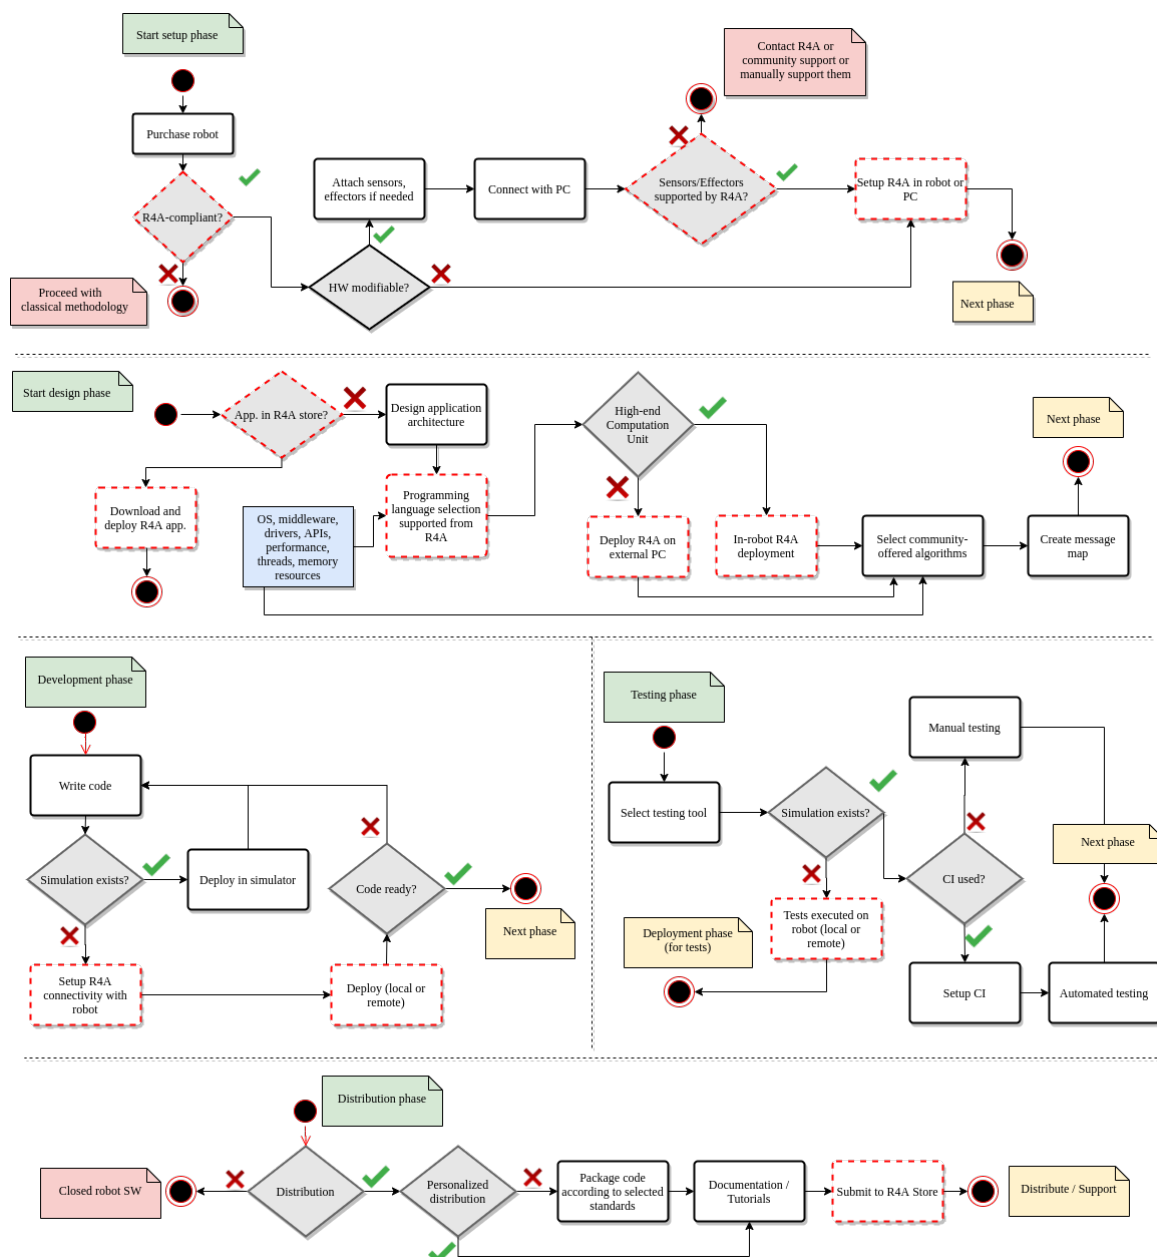 Start setup phase
Contact R4A or
community support or
manually support them
Purchase robot
Attach sensors,
effectors if needed
Connect with PC
Sensors/Effectors
supported by R4A?
Setup R4A in robot or
PC
R4A-compliant?
HW modifiable?
Proceed with
classical methodology
Next phase
Start design phase
App. in R4A store?
Design application
architecture
High-end
Computation
Unit
Next phase
Download and
deploy R4A app.
OS, middleware,
drivers, APIs,
performance,
threads, memory
resources
Programming
language selection
supported from
R4A
Deploy R4A on
external PC
In-robot R4A
deployment
Select community-
offered algorithms
Create message
map
Development phase
Write code
Simulation exists?
Deploy in simulator
Code ready?
Next phase
Setup R4A
connectivity with
robot
Deploy (local or
remote)
Testing phase
Manual testing
Select testing tool
Simulation exists?
Next phase
CI used?
Tests executed on
robot (local or
remote)
Deployment phase
(for tests)
Setup CI
Automated testing
Distribution phase
Closed robot SW
Distribution
Personalized
distribution
Package code
according to selected
standards
Documentation /
Tutorials
Submit to R4A Store
Distribute / Support